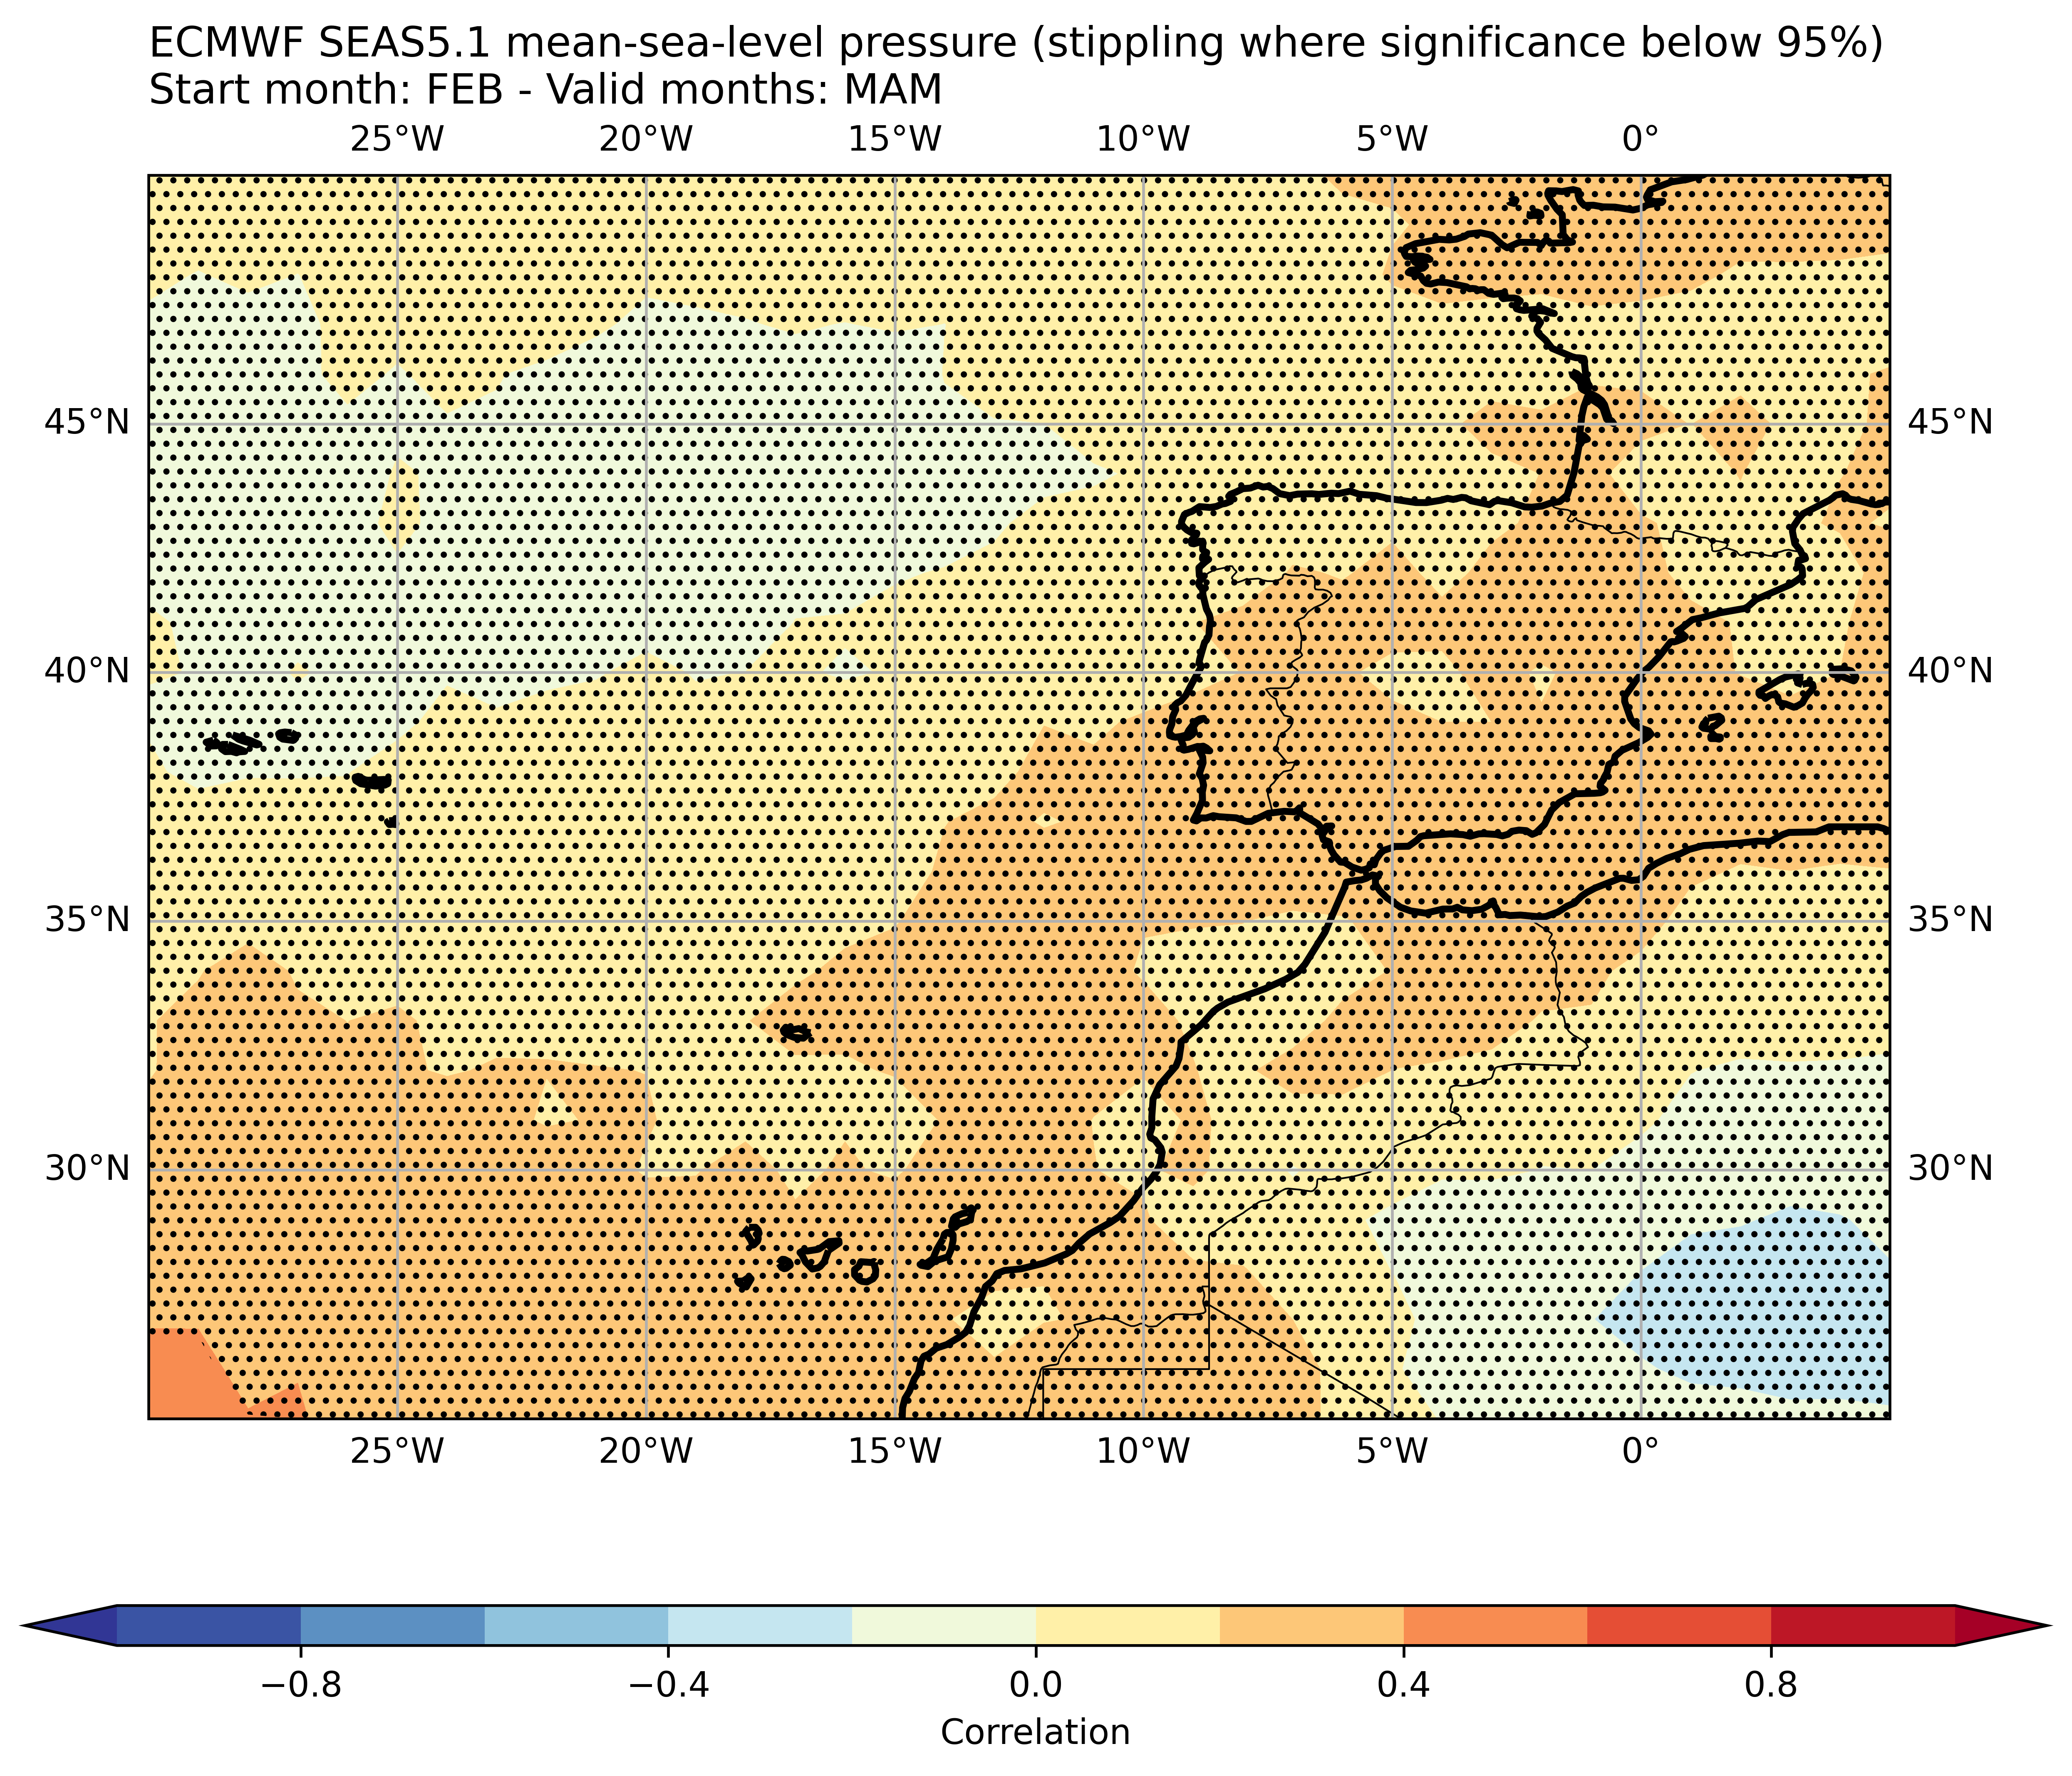 ECMWF SEAS5.1 mean-sea-level pressure (stippling where significance below 95%)
Start month: FEB - Valid months: MAM
25°W 20°W 15°W 10°W 5°W 0°
45°N 45°N
40°N 40°N
35°N 35°N
30°N 30°N
25°W 20°W 15°W 10°W 5°W 0°
−0.8 −0.4 0.0 0.4 0.8
Correlation